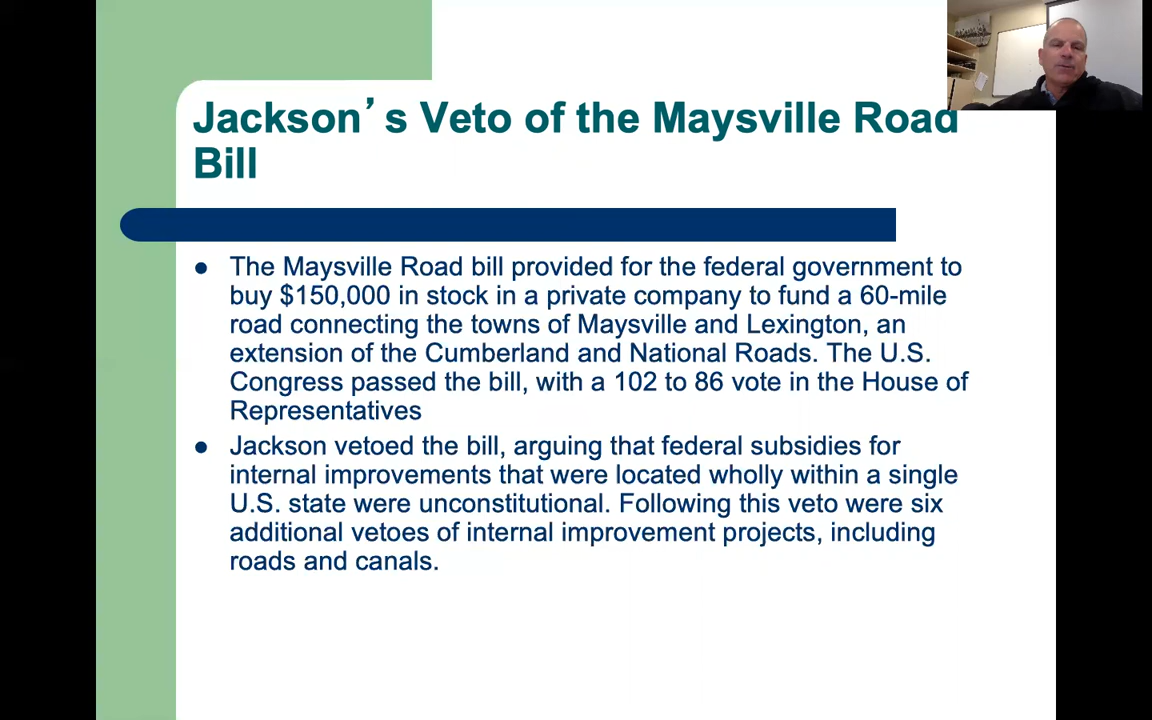 Jackson’s Veto of the Maysville Road
Bill
● The Maysville Road bill provided for the federal government to
buy $150,000 in stock in a private company to fund a 60-mile
road connecting the towns of Maysville and Lexington, an
extension of the Cumberland and National Roads. The U.S.
Congress passed the bill, with a 102 to 86 vote in the House of
Representatives
● Jackson vetoed the bill, arguing that federal subsidies for
internal improvements that were located wholly within a single
U.S. state were unconstitutional. Following this veto were six
additional vetoes of internal improvement projects, including
roads and canals.